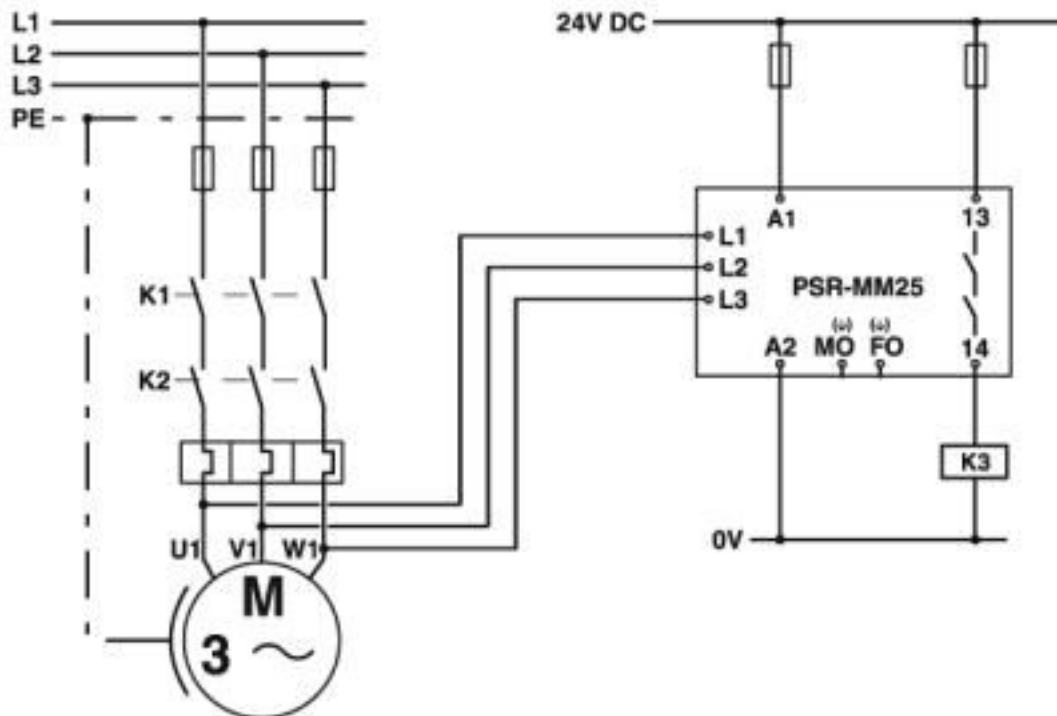 L1
L2
L3
PE
K1
K2
U1 V1 W1
M
3 ~
24V DC
A1 13
L1
L2
L3
PSR-MM25
(↓) (↓)
A2 MO FO 14
K3
0V